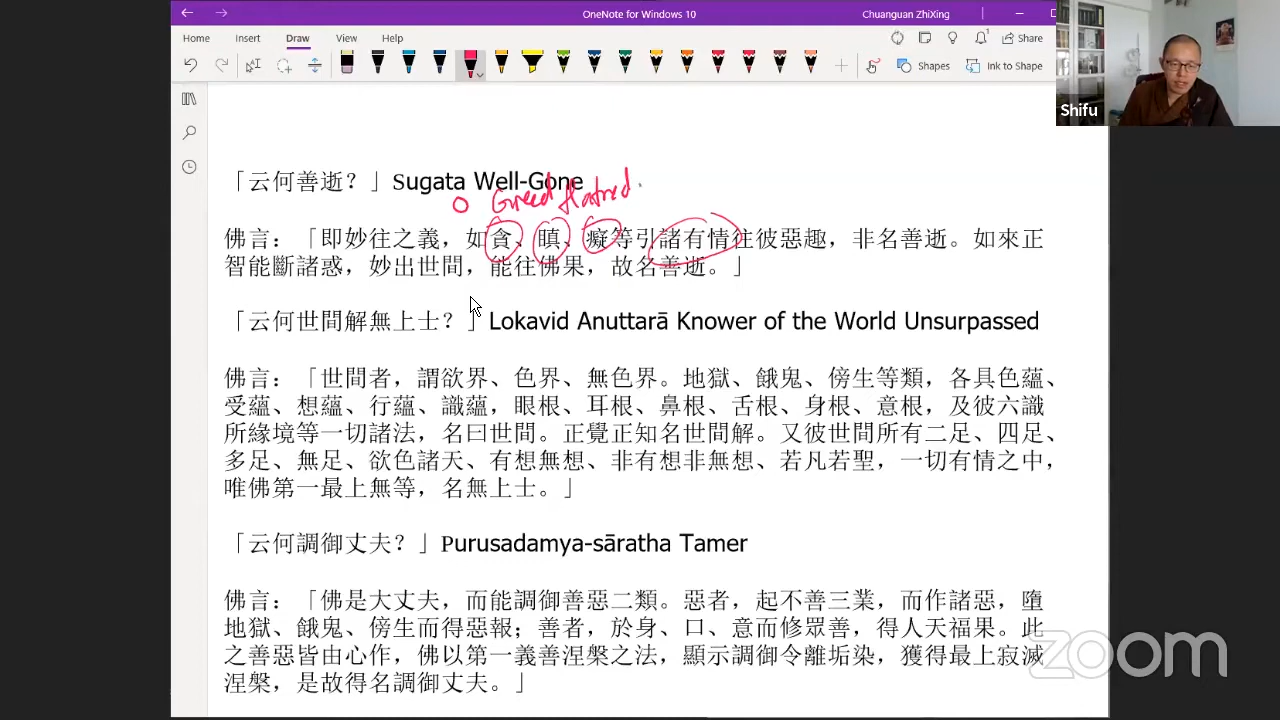 OneNote for Windows 10
Chuanguan ZhiXing
Home Insert Draw View Help
Share
Shapes
Ink to Shape
Shifu
「云何善逝？」Sugata Well-Gone
Greed hatred
佛言：「即妙往之義，如貪、瞋、癡等引諸有情往彼惡趣，非名善逝。如來正
智能斷諸惑，妙出世間，能往佛果，故名善逝。」
「云何世間解無上士？」Lokavid Anuttarā Knower of the World Unsurpassed
佛言：「世間者，謂欲界、色界、無色界。地獄、餓鬼、傍生等類，各具色蘊、
受蘊、想蘊、行蘊、識蘊，眼根、耳根、鼻根、舌根、身根、意根，及彼六識
所緣境等一切諸法，名曰世間。正覺正知名世間解。又彼世間所有二足、四足、
多足、無足、欲色諸天、有想無想、非有想非無想、若凡若聖，一切有情之中，
唯佛第一最上無等，名無上士。」
「云何調御丈夫？」Purusadamya-sāratha Tamer
佛言：「佛是大丈夫，而能調御善惡二類。惡者，起不善三業，而作諸惡，墮
地獄、餓鬼、傍生而得惡報；善者，於身、口、意而修眾善，得人天福果。此
之善惡皆由心作，佛以第一義善涅槃之法，顯示調御令離垢染，獲得最上寂滅
涅槃，是故得名調御丈夫。」
zoom